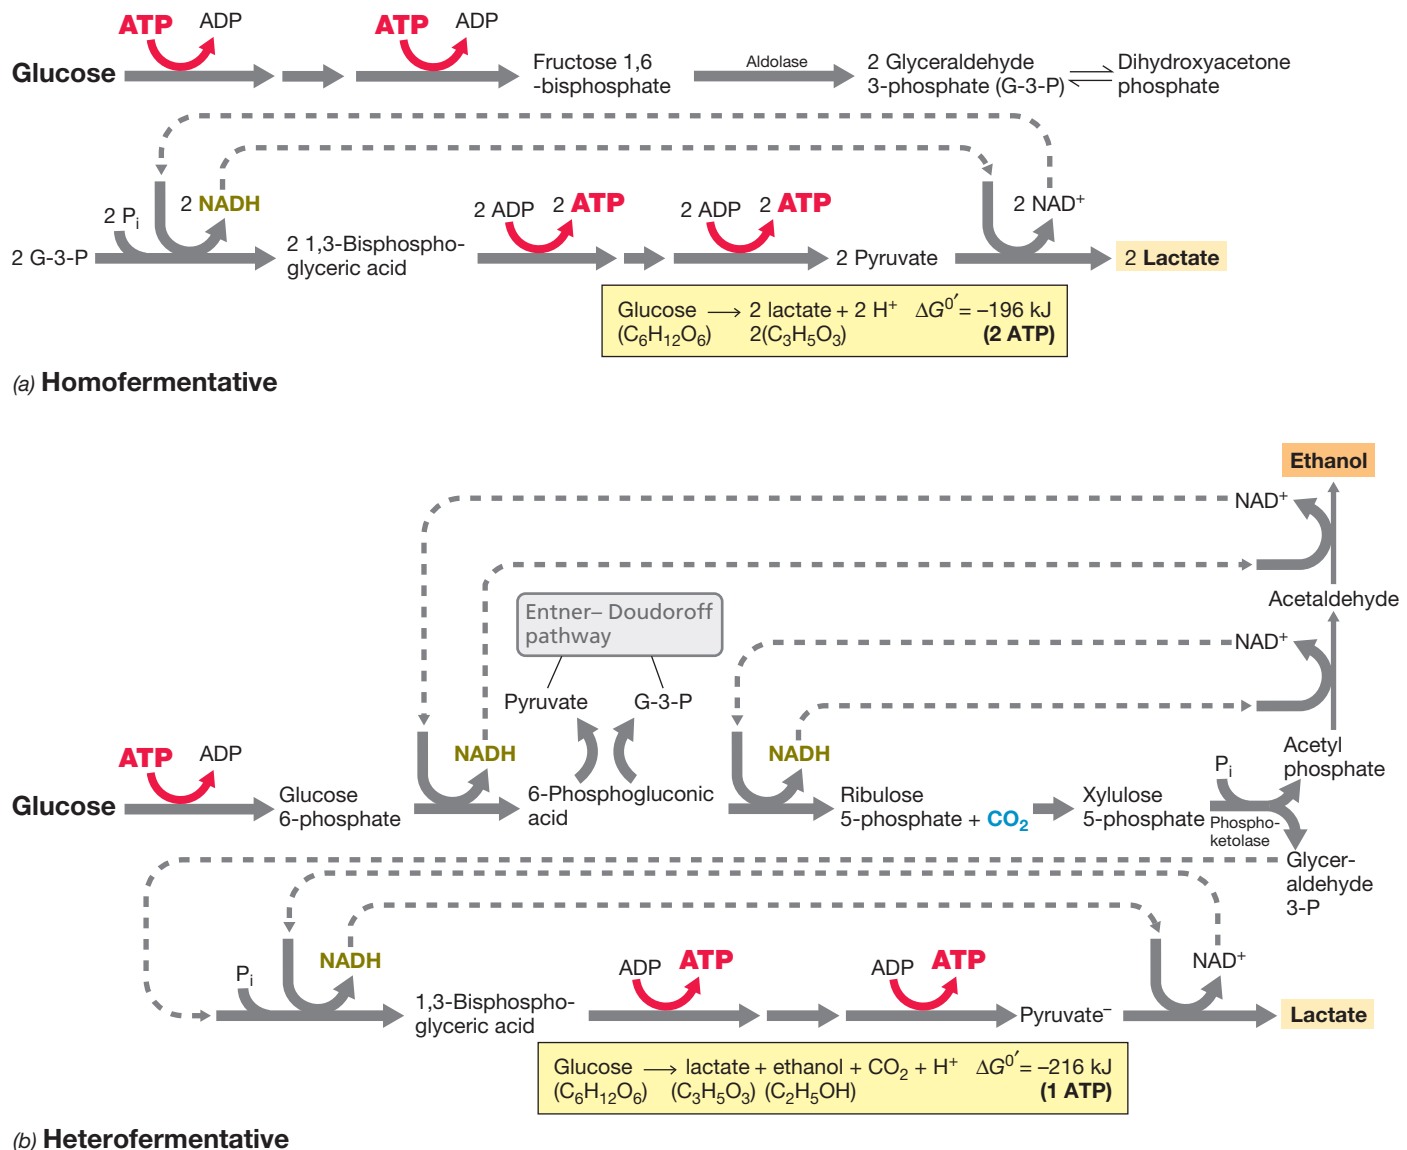 ATP ADP ATP ADP
Glucose
Fructose 1,6
-bisphosphate
Aldolase
2 Glyceraldehyde
3-phosphate (G-3-P)
Dihydroxyacetone
phosphate
2 G-3-P
2 Pi
2 NADH
2 1,3-Bisphospho-
glyceric acid
2 ADP 2 ATP
2 ADP 2 ATP
2 Pyruvate
2 NAD+
2 Lactate
Glucose ⟶ 2 lactate + 2 H+ ΔG0′ = –196 kJ
(C6H12O6) 2(C3H5O3) (2 ATP)
(a) Homofermentative
Ethanol
NAD+
Acetaldehyde
NAD+
Entner– Doudoroff
pathway
Pyruvate G-3-P
ATP ADP
Glucose
Glucose
6-phosphate
NADH
6-Phosphogluconic
acid
NADH
Ribulose
5-phosphate + CO2
Xylulose
5-phosphate
Pi
Phospho-
ketolase
Acetyl
phosphate
Glycer-
aldehyde
3-P
Pi
NADH
1,3-Bisphospho-
glyceric acid
ADP ATP
ADP ATP
Pyruvate–
NAD+
Lactate
Glucose ⟶ lactate + ethanol + CO2 + H+ ΔG0′ = –216 kJ
(C6H12O6) (C3H5O3) (C2H5OH) (1 ATP)
(b) Heterofermentative